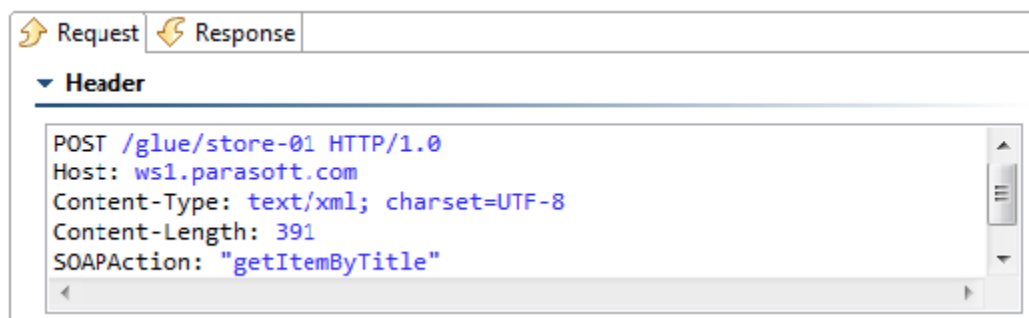 Request Response
Header
POST /glue/store-01 HTTP/1.0
Host: ws1.parasoft.com
Content-Type: text/xml; charset=UTF-8
Content-Length: 391
SOAPAction: "getItemByTitle"